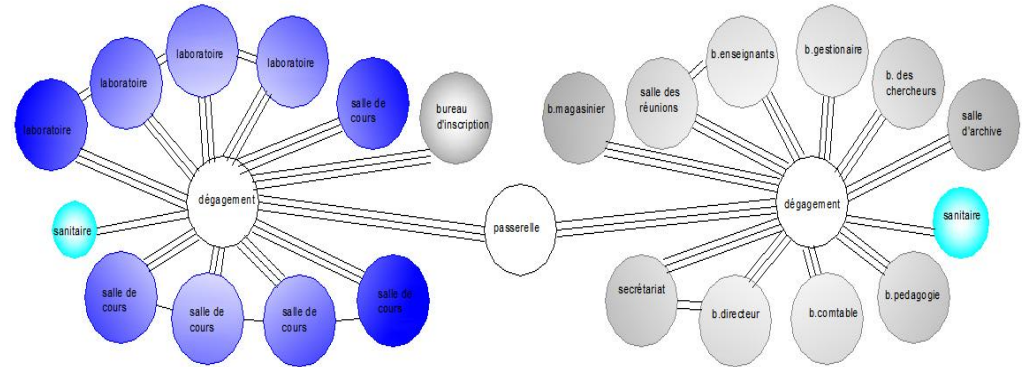 laboratoire
laboratoire
laboratoire
laboratoire
salle de
cours
bureau
d'inscription
dégagement
sanitaire
salle de
cours
salle de
cours
salle de
cours
salle de
cours
passerelle
b.magasinier
salle des
réunions
b.enseignants
b.gestionaire
b. des
chercheurs
salle
d'archive
dégagement
sanitaire
secrétariat
b.directeur
b.comtable
b.pedagogie